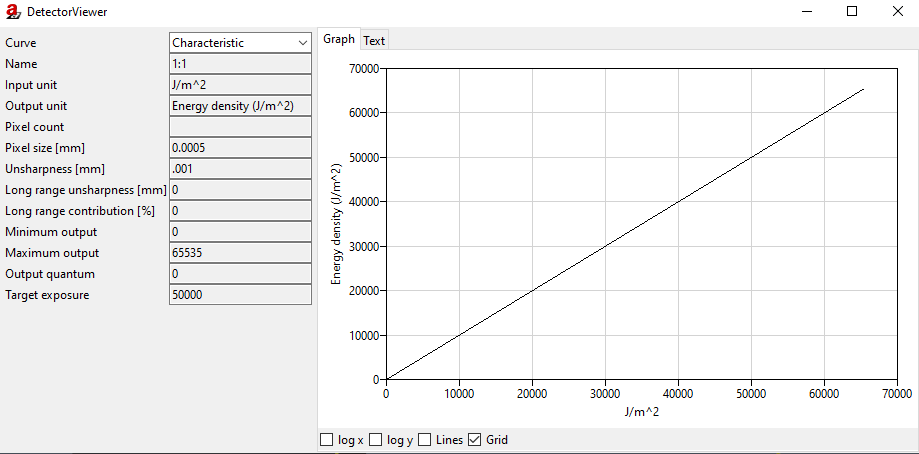 DetectorViewer
Curve Characteristic
Name 1:1
Input unit J/m^2
Output unit Energy density (J/m^2)
Pixel count
Pixel size [mm] 0.0005
Unsharpness [mm] .001
Long range unsharpness [mm] 0
Long range contribution [%] 0
Minimum output 0
Maximum output 65535
Output quantum 0
Target exposure 50000
Graph Text
70000
60000
50000
40000
30000
20000
10000
0
Energy density (J/m^2)
0 10000 20000 30000 40000 50000 60000 70000
J/m^2
log x log y Lines Grid